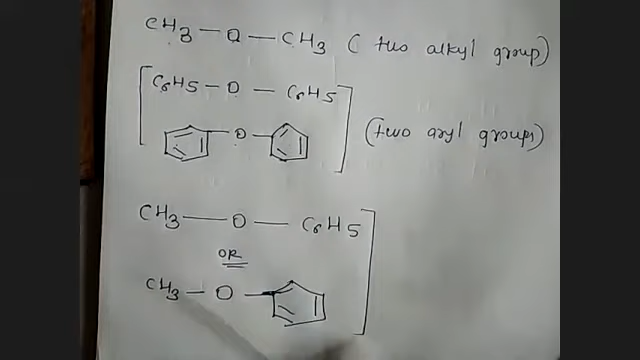 CH3 — O — CH3 (two alkyl group)
C6H5 — O — C6H5
— O — (two aryl groups)
CH3 — O — C6H5
OR
CH3 — O —